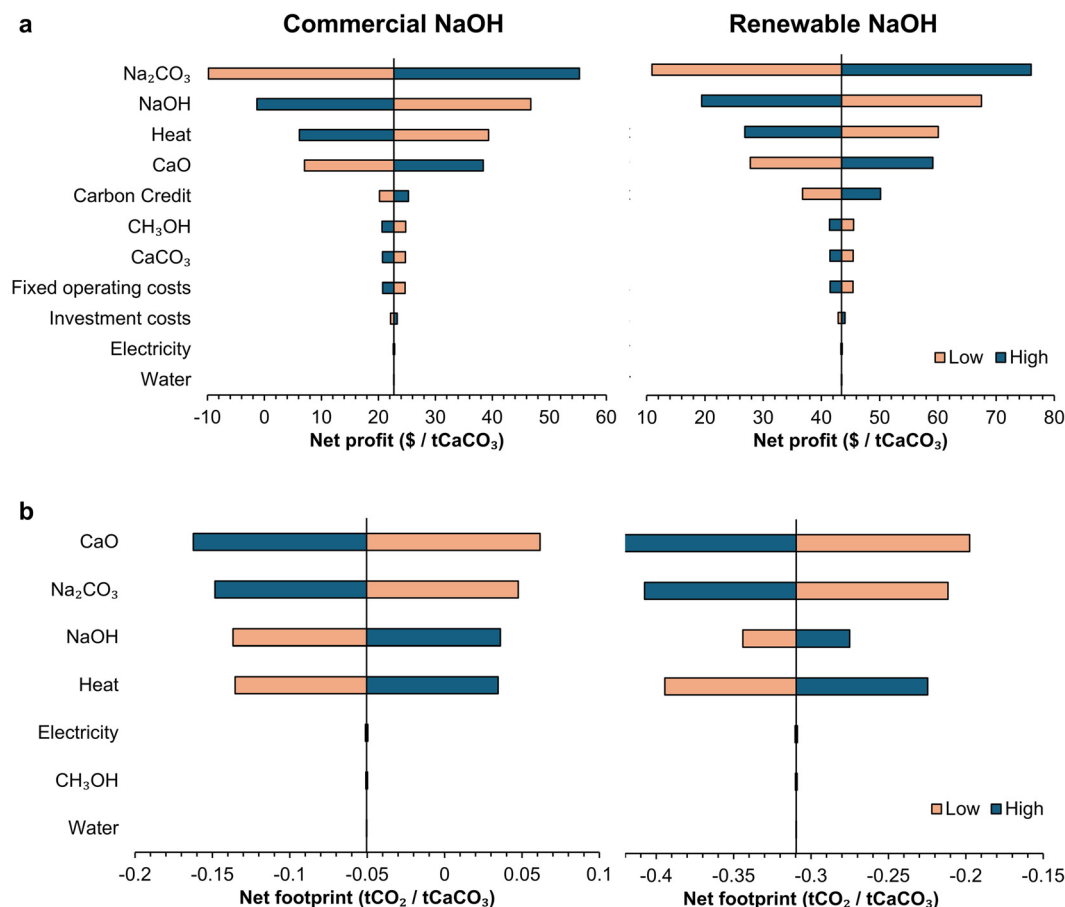 a
Commercial NaOH
Renewable NaOH
Na₂CO₃
NaOH
Heat
CaO
Carbon Credit
CH₃OH
CaCO₃
Fixed operating costs
Investment costs
Electricity
Water
Low High
-10 0 10 20 30 40 50 60
10 20 30 40 50 60 70 80
Net profit ($ / tCaCO₃)
Net profit ($ / tCaCO₃)
b
CaO
Na₂CO₃
NaOH
Heat
Electricity
CH₃OH
Water
Low High
-0.2 -0.15 -0.1 -0.05 0 0.05 0.1
-0.4 -0.35 -0.3 -0.25 -0.2 -0.15
Net footprint (tCO₂ / tCaCO₃)
Net footprint (tCO₂ / tCaCO₃)